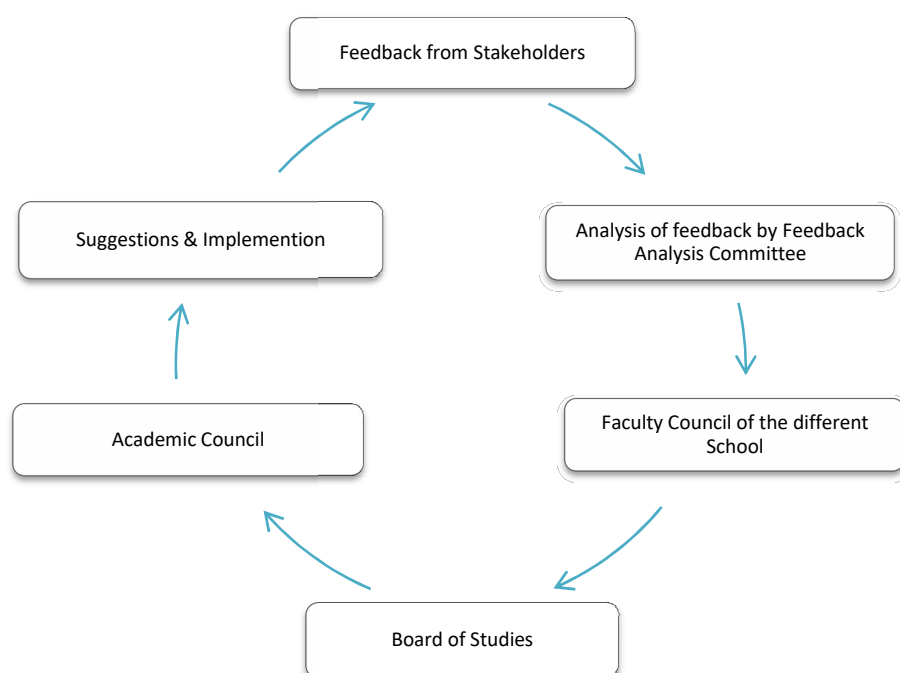 Feedback from Stakeholders
Analysis of feedback by Feedback
Analysis Committee
Faculty Council of the different
School
Board of Studies
Academic Council
Suggestions & Implemention